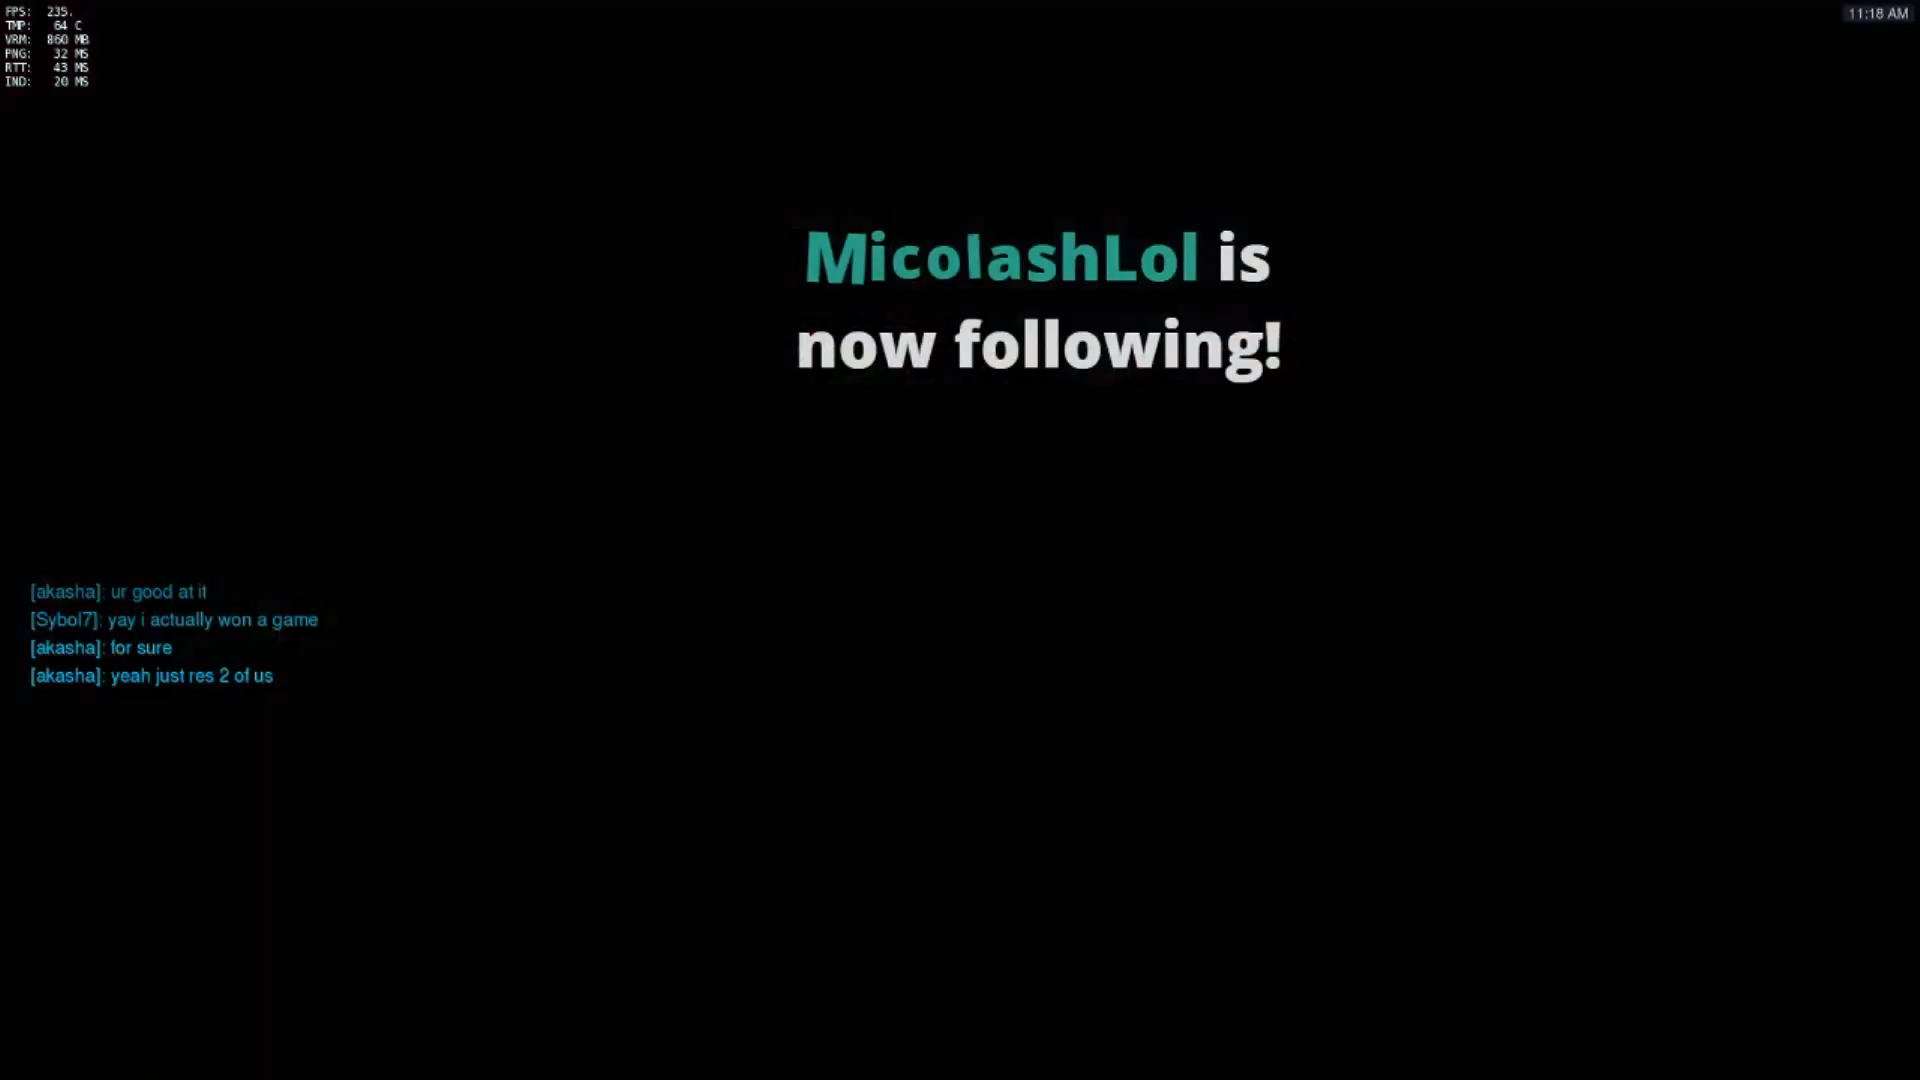 FPS: 235.
TMP: 64 C
VRM: 860 MB
PNG: 32 MS
RTT: 43 MS
IND: 20 MS
11:18 AM
MicolashLol is
now following!
[akasha]: ur good at it
[Sybol7]: yay i actually won a game
[akasha]: for sure
[akasha]: yeah just res 2 of us